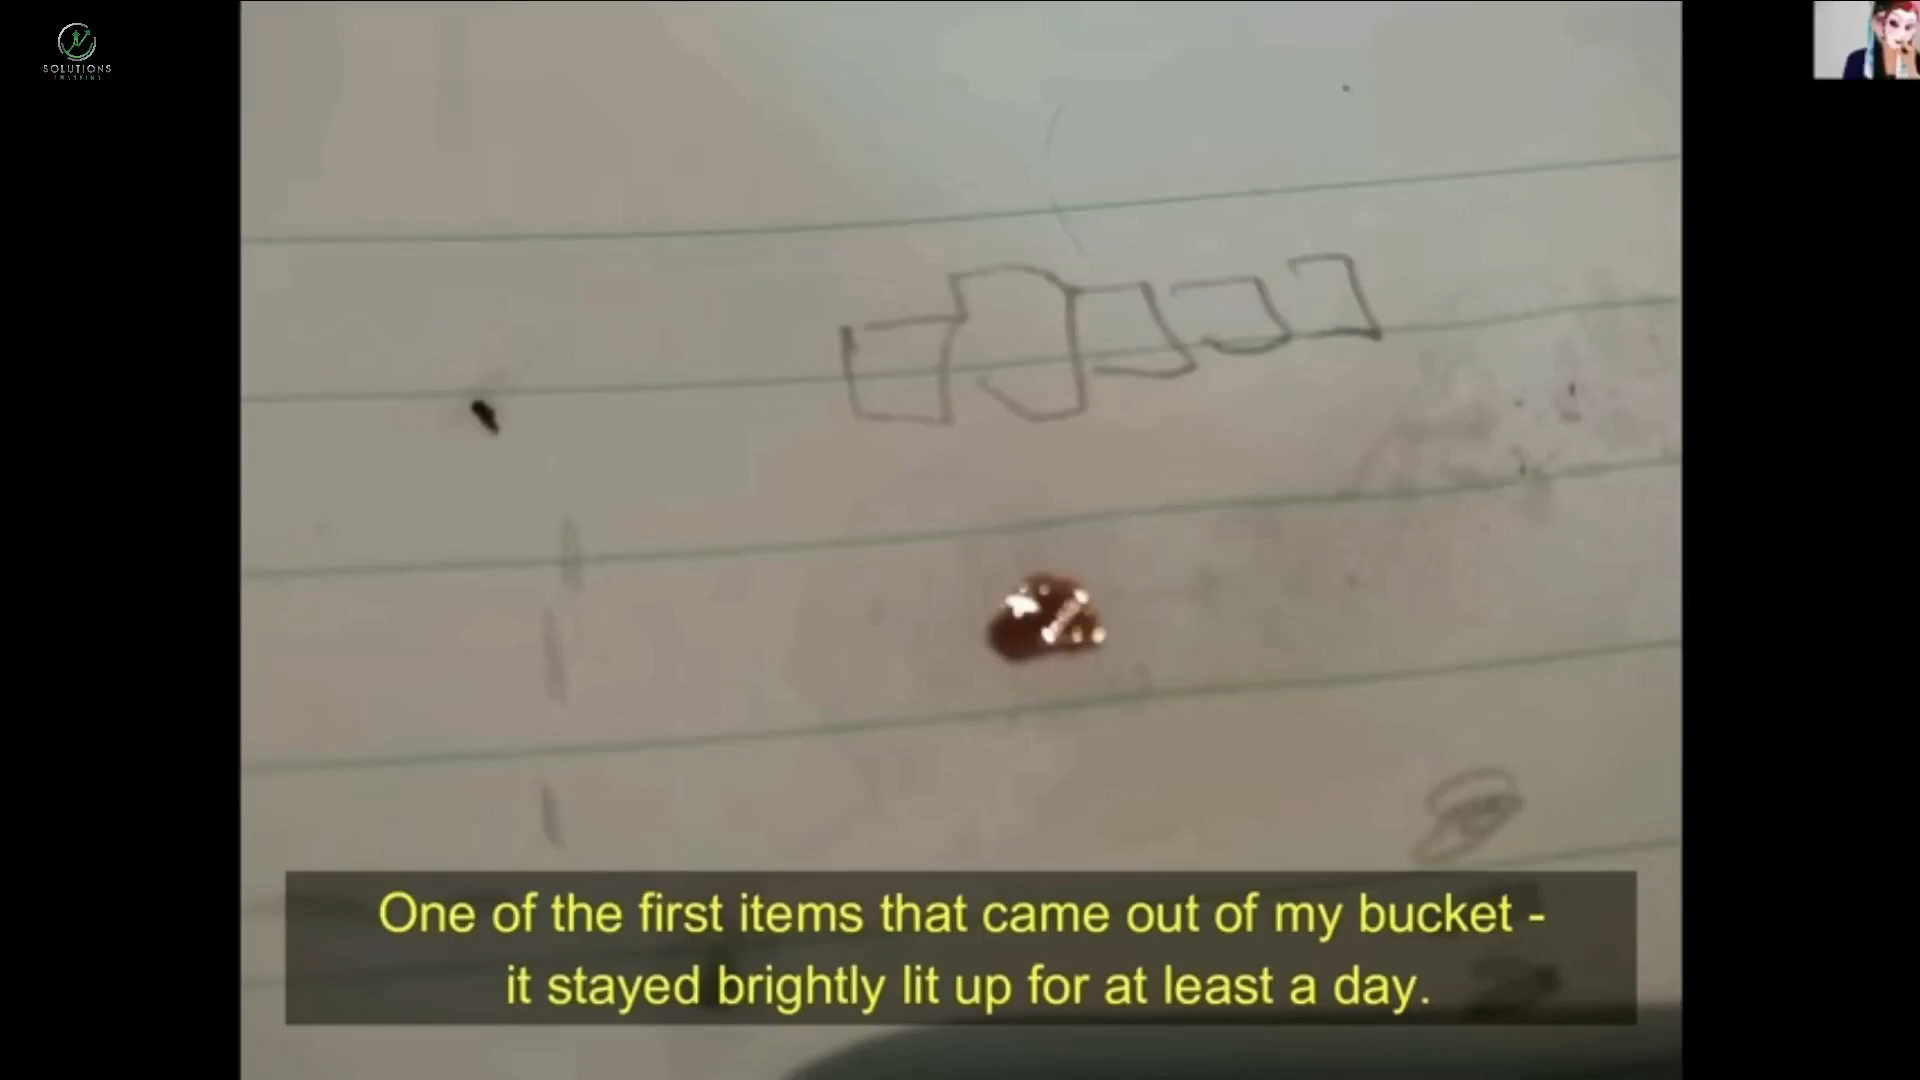 SOLUTIONS
One of the first items that came out of my bucket -
it stayed brightly lit up for at least a day.